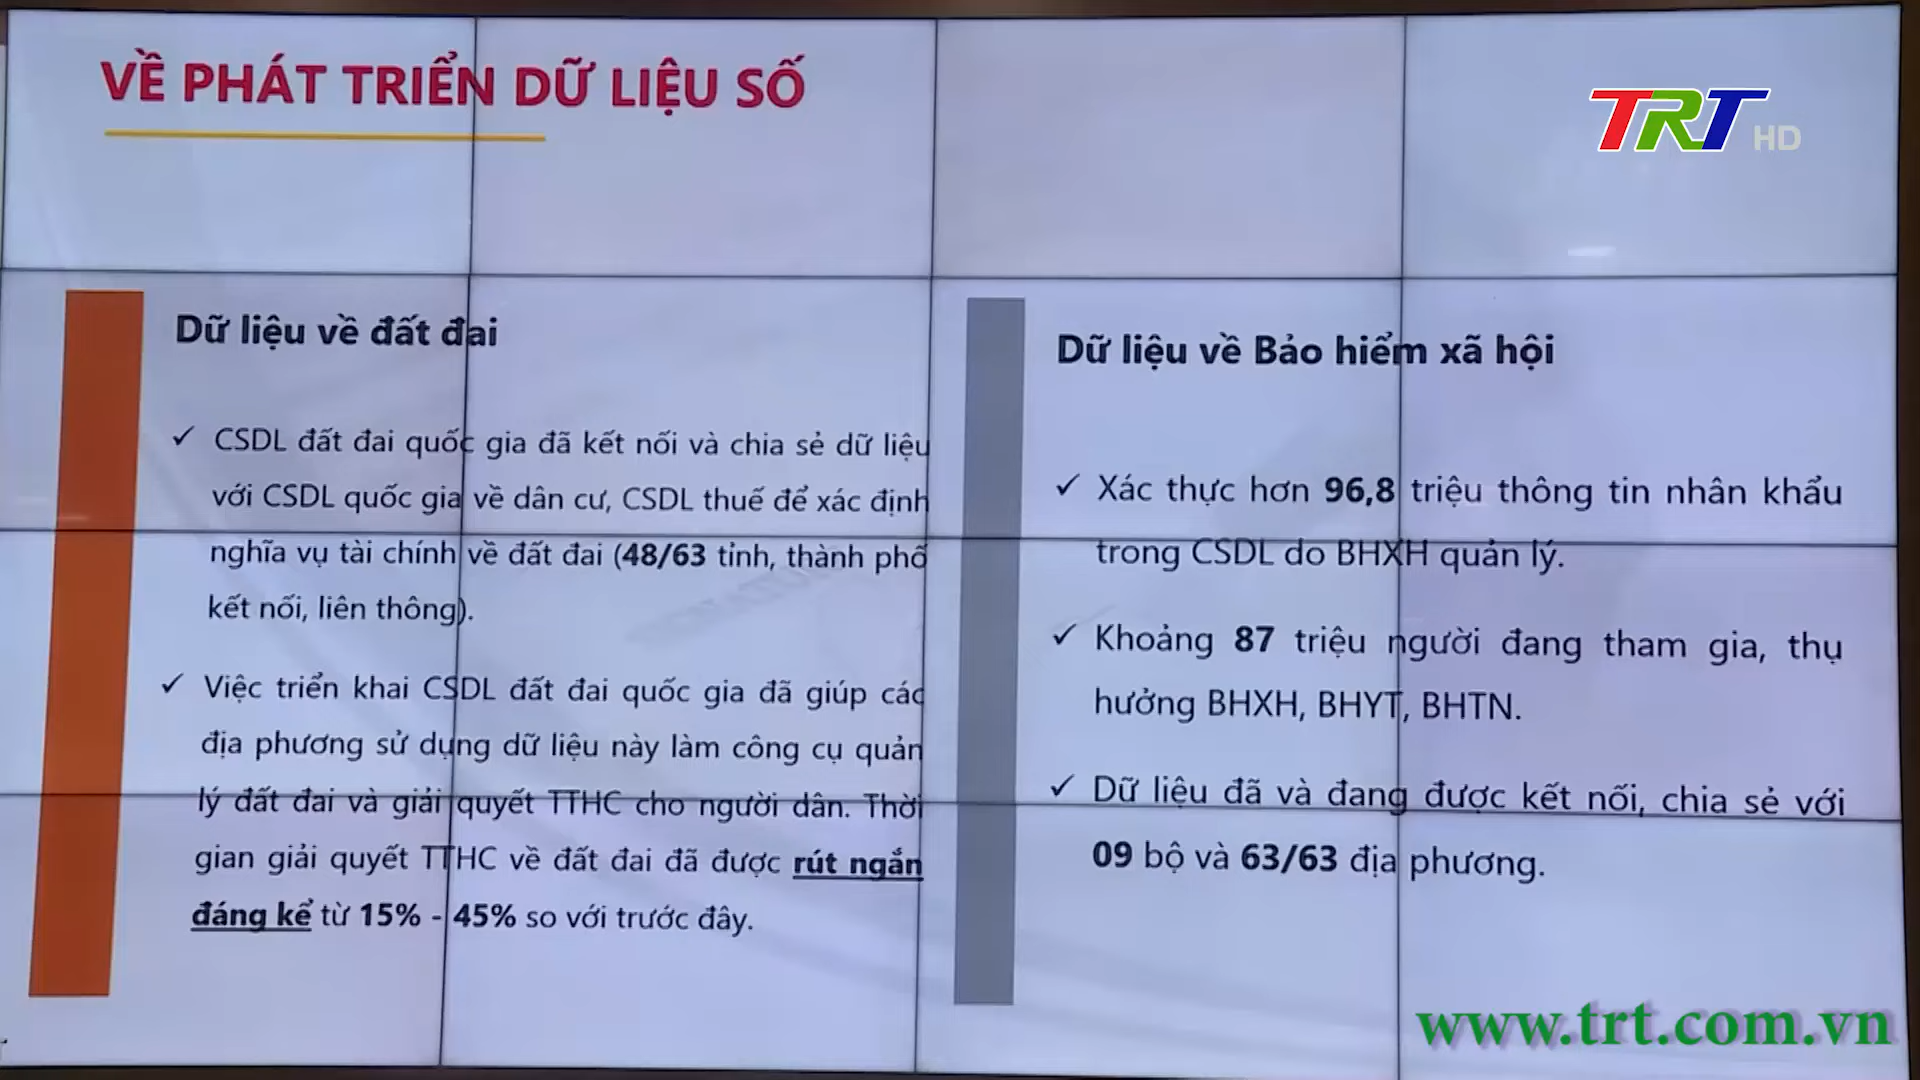 VỀ PHÁT TRIỂN DỮ LIỆU SỐ
TRT HD
Dữ liệu về đất đai
✓ CSDL đất đai quốc gia đã kết nối và chia sẻ dữ liệu
với CSDL quốc gia về dân cư, CSDL thuế để xác định
nghĩa vụ tài chính về đất đai (48/63 tỉnh, thành phố
kết nối, liên thông).
✓ Việc triển khai CSDL đất đai quốc gia đã giúp các
địa phương sử dụng dữ liệu này làm công cụ quản
lý đất đai và giải quyết TTHC cho người dân. Thời
gian giải quyết TTHC về đất đai đã được rút ngắn
đáng kể từ 15% - 45% so với trước đây.
Dữ liệu về Bảo hiểm xã hội
✓ Xác thực hơn 96,8 triệu thông tin nhân khẩu
trong CSDL do BHXH quản lý.
✓ Khoảng 87 triệu người đang tham gia, thụ
hưởng BHXH, BHYT, BHTN.
✓ Dữ liệu đã và đang được kết nối, chia sẻ với
09 bộ và 63/63 địa phương.
www.trt.com.vn